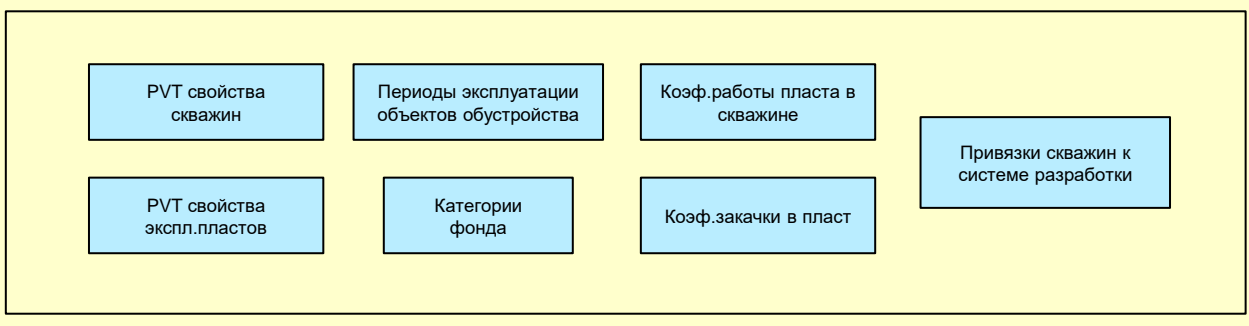 PVT свойства
скважин
Периоды эксплуатации
объектов обустройства
Коэф.работы пласта в
скважине
Привязки скважин к
системе разработки
PVT свойства
экспл.пластов
Категории
фонда
Коэф.закачки в пласт